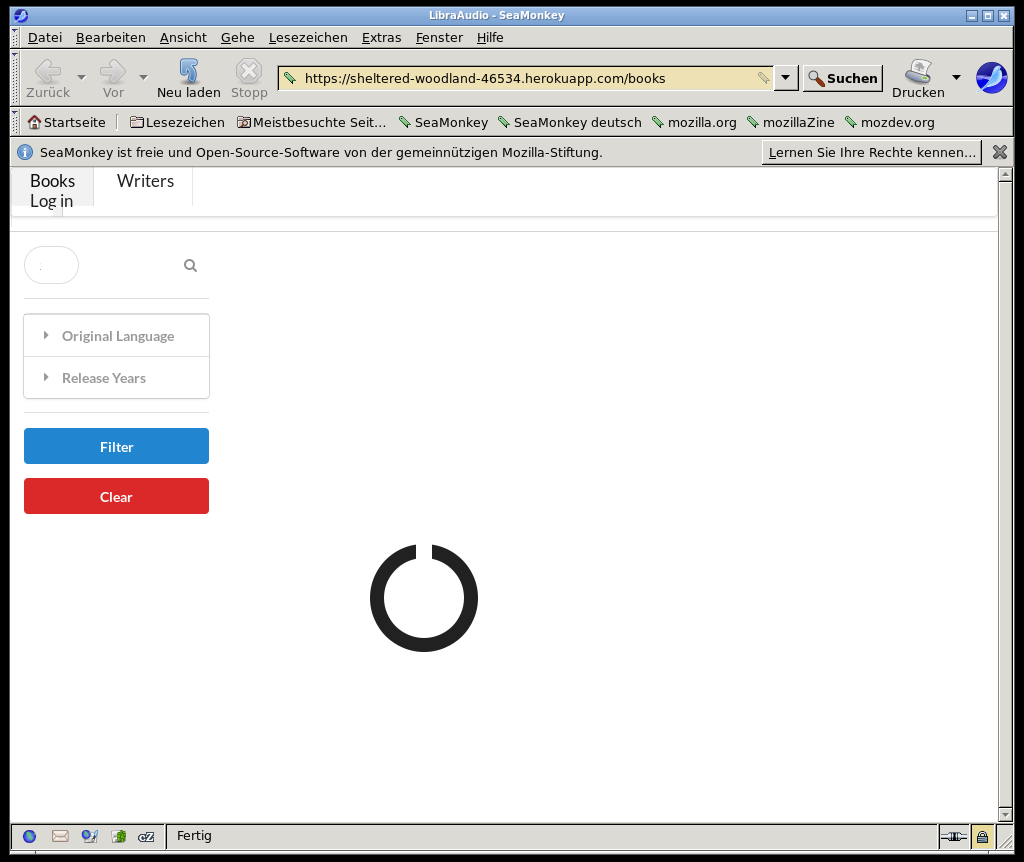 LibraAudio - SeaMonkey
Datei Bearbeiten Ansicht Gehe Lesezeichen Extras Fenster Hilfe
Zurück Vor Neu laden Stopp https://sheltered-woodland-46534.herokuapp.com/books Suchen Drucken
Startseite Lesezeichen Meistbesuchte Seit... SeaMonkey SeaMonkey deutsch mozilla.org mozillaZine mozdev.org
SeaMonkey ist freie und Open-Source-Software von der gemeinnützigen Mozilla-Stiftung. Lernen Sie Ihre Rechte kennen...
Books Writers
Log in
Original Language
Release Years
Filter
Clear
Fertig